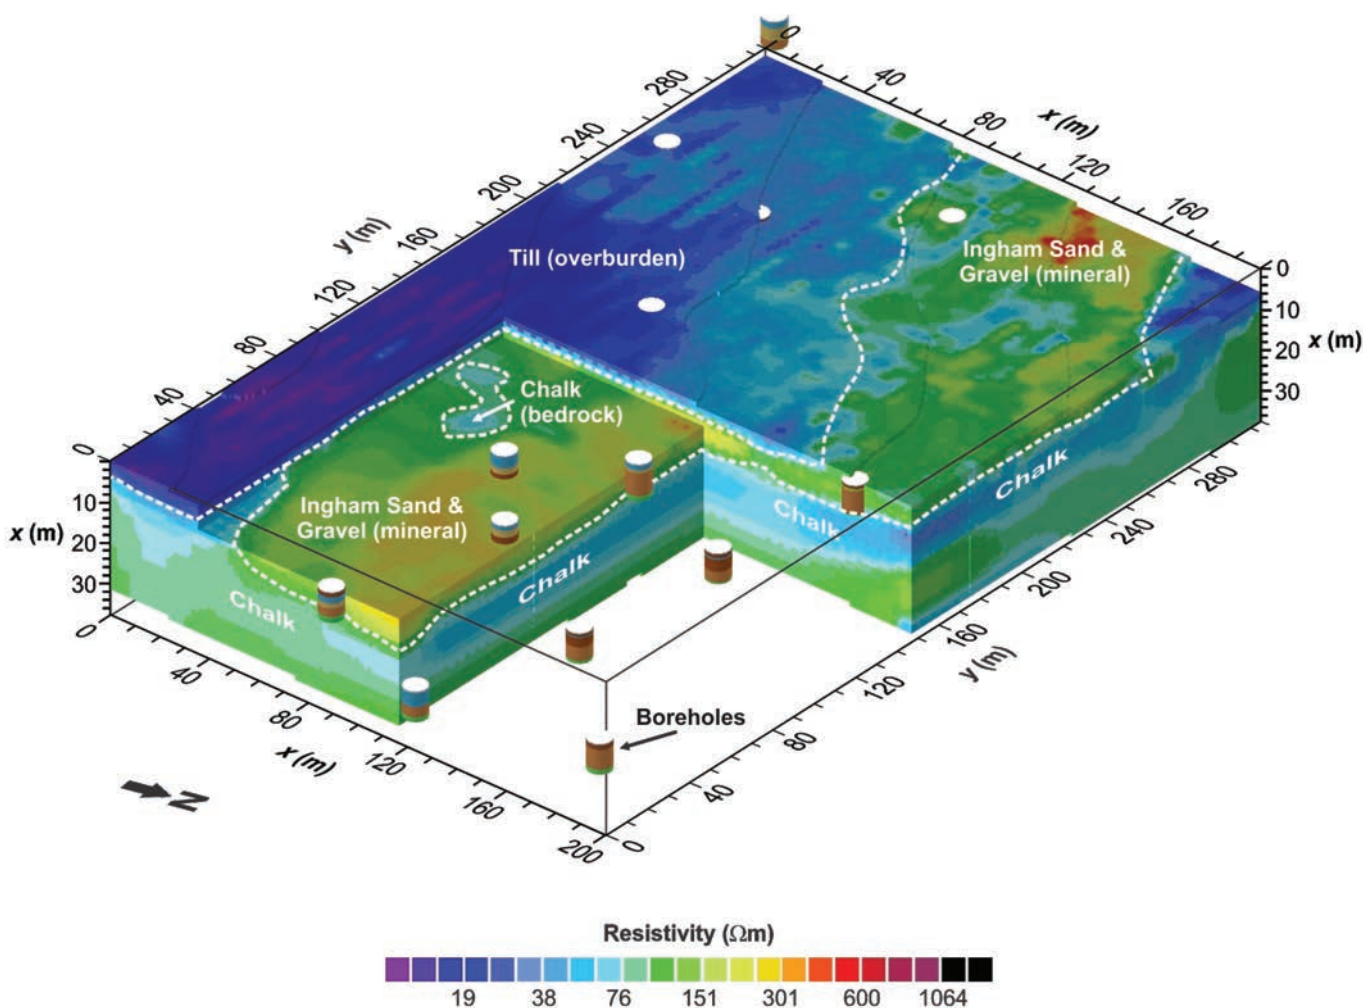 0
40
80
120
160
x (m)
280
240
200
160
120
80
40
0
y (m)
Till (overburden)
Ingham Sand &
Gravel (mineral)
0
10
20
30
x (m)
Chalk
(bedrock)
Ingham Sand &
Gravel (mineral)
10
20
30
x (m)
Chalk
Chalk
Chalk
Chalk
280
240
200
160
120
80
40
0
y (m)
0
40
80
120
160
200
x (m)
Boreholes
N
Resistivity (Ωm)
19 38 76 151 301 600 1064